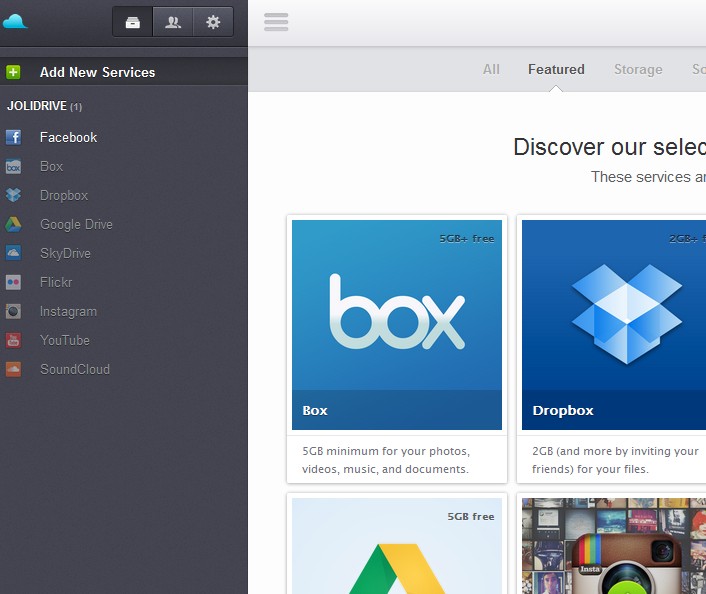 Add New Services
JOLIDRIVE (1)
Facebook
Box
Dropbox
Google Drive
SkyDrive
Flickr
Instagram
YouTube
SoundCloud
All Featured Storage So
Discover our selec
These services ar
5GB+ free
box
Box
5GB minimum for your photos,
videos, music, and documents.
2GB+ f
Dropbox
2GB (and more by inviting your
friends) for your files.
5GB free
Insta